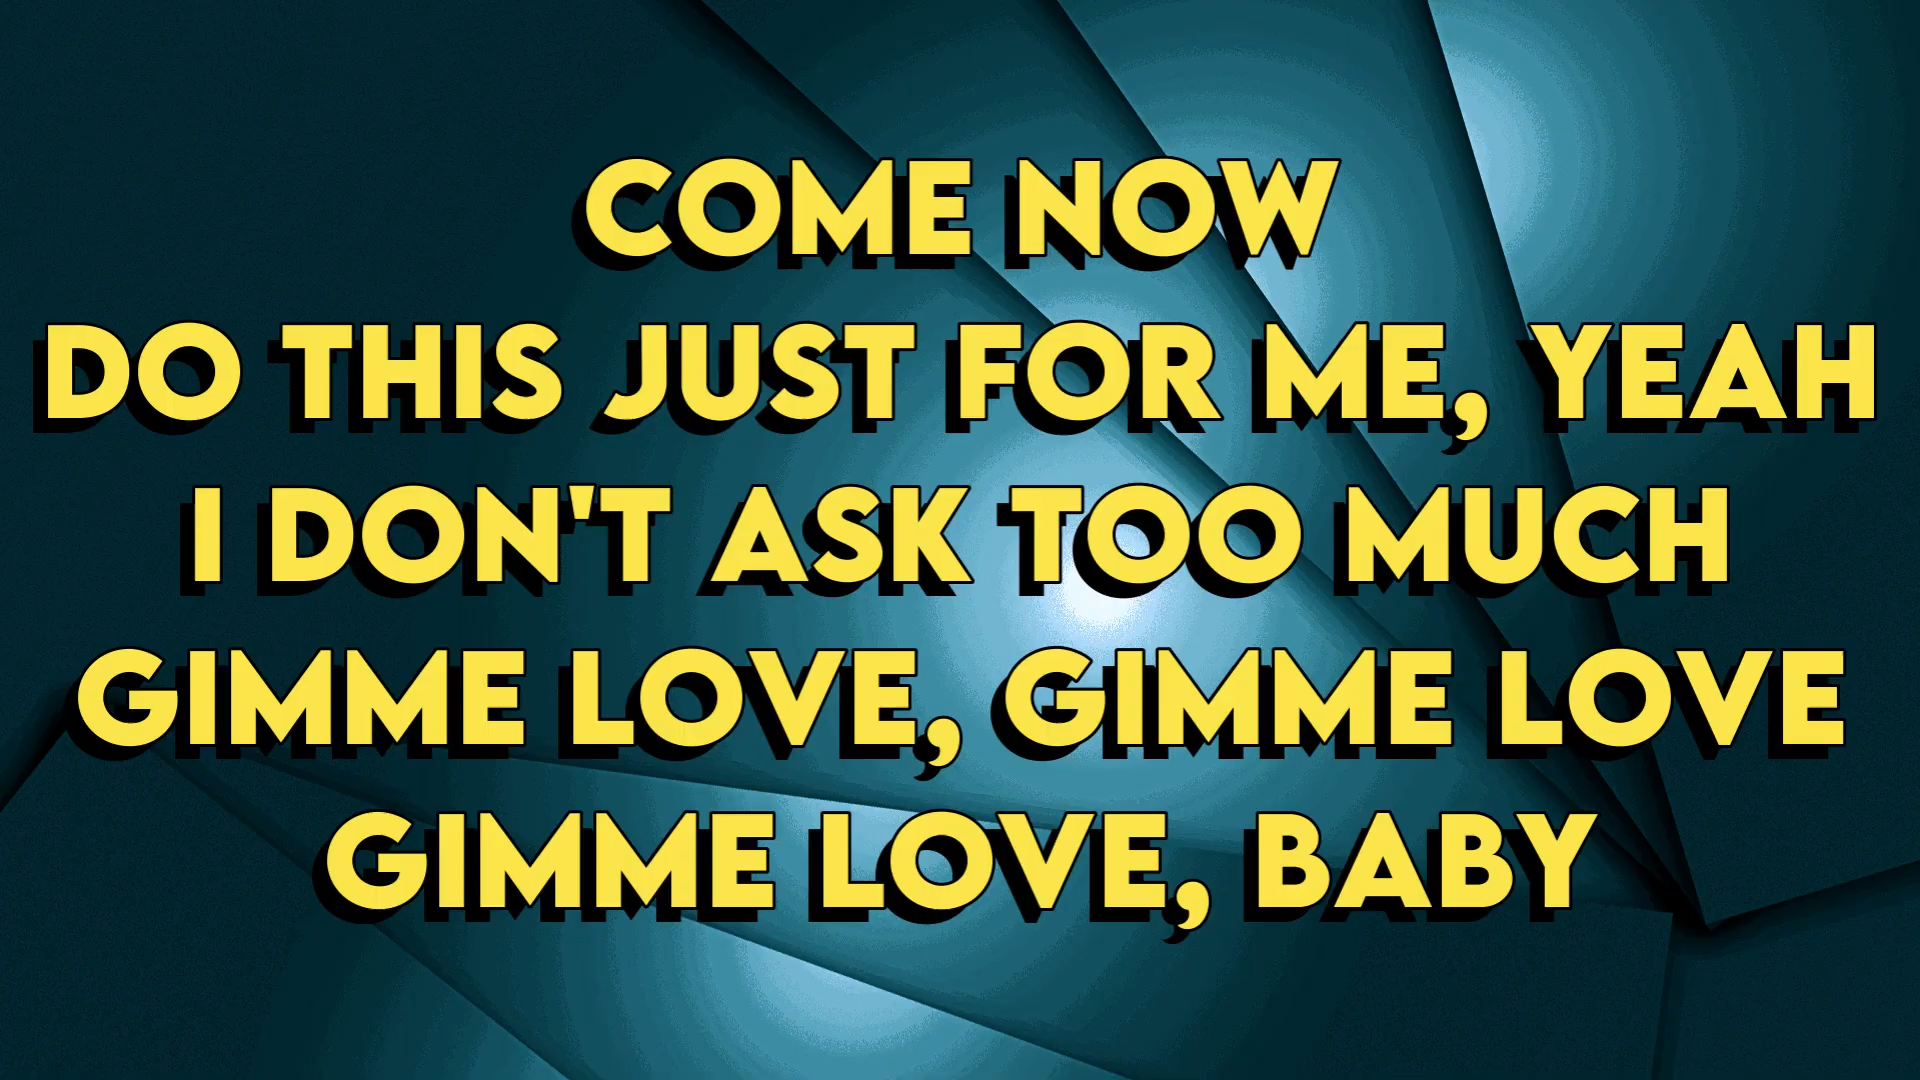 COME NOW
DO THIS JUST FOR ME, YEAH
I DON'T ASK TOO MUCH
GIMME LOVE, GIMME LOVE
GIMME LOVE, BABY